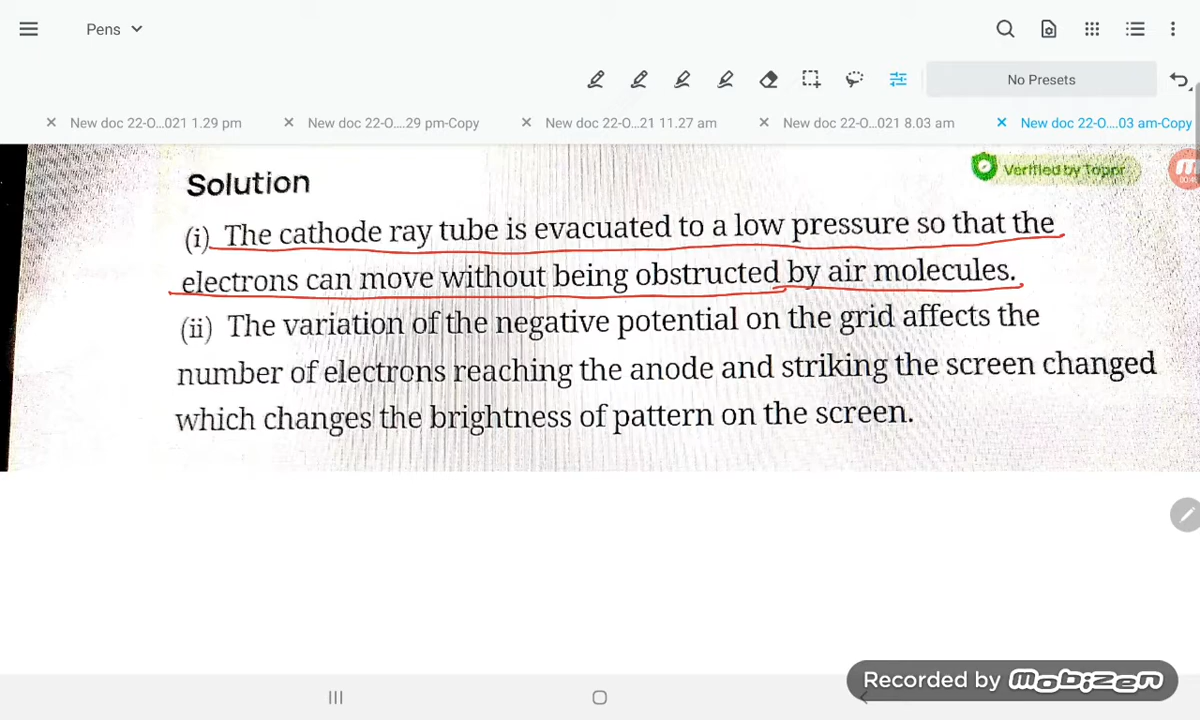 Pens
No Presets
New doc 22-O...021 1.29 pm
New doc 22-O....29 pm-Copy
New doc 22-O...21 11.27 am
New doc 22-O...021 8.03 am
New doc 22-O....03 am-Copy
Solution
Verified by Toppr
(i) The cathode ray tube is evacuated to a low pressure so that the
electrons can move without being obstructed by air molecules.
(ii) The variation of the negative potential on the grid affects the
number of electrons reaching the anode and striking the screen changed
which changes the brightness of pattern on the screen.
Recorded by mobizen